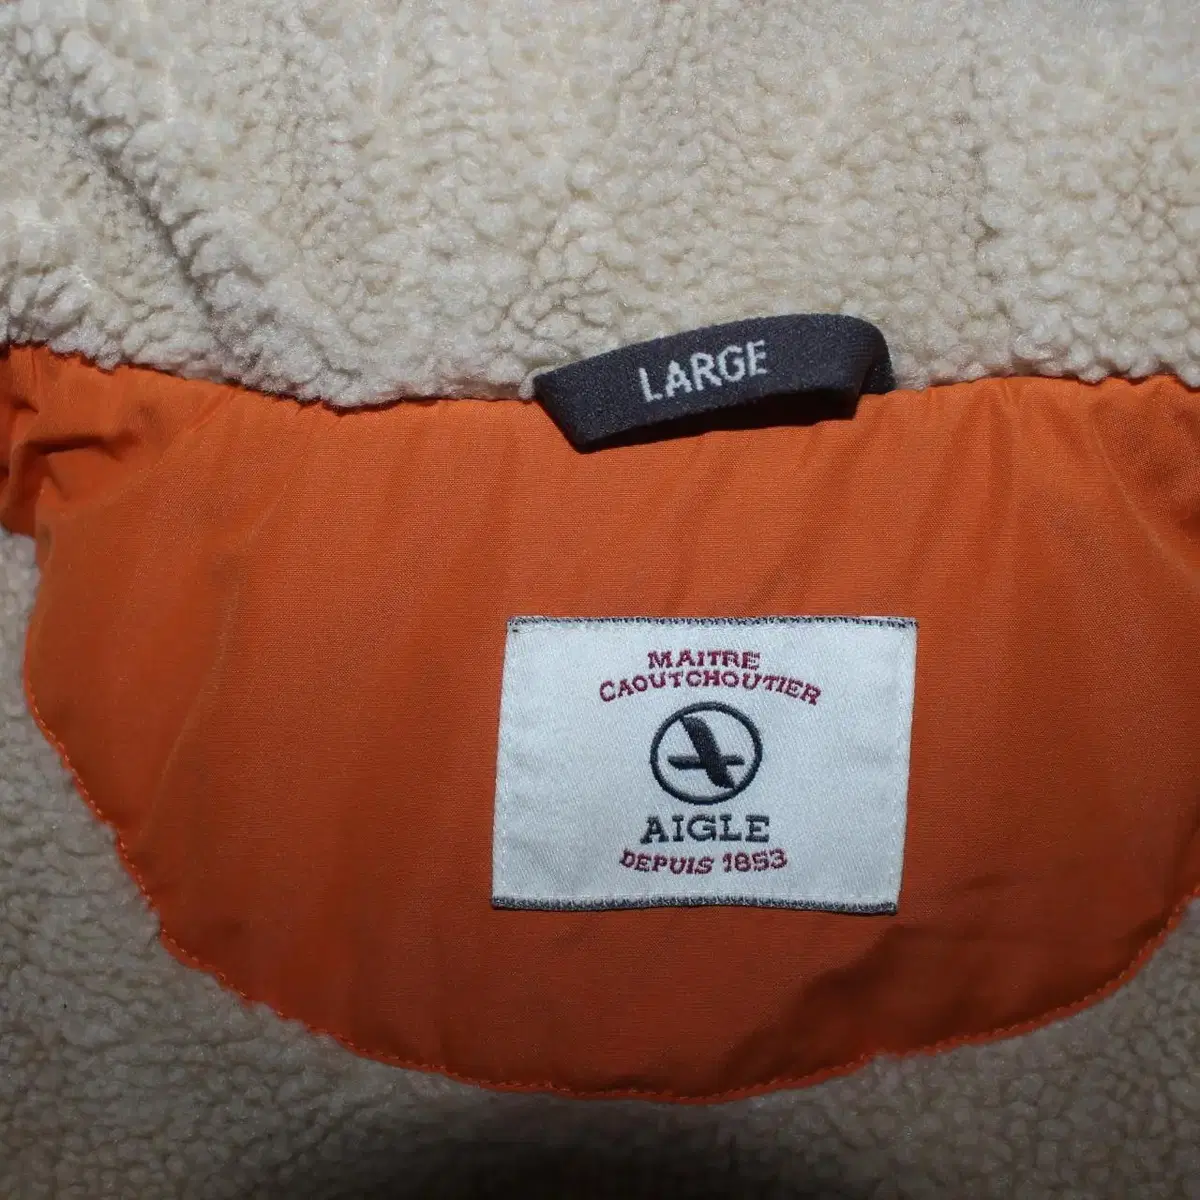 LARGE
MAITRE
CAOUTCHOUTIER
AIGLE
DEPUIS 1853